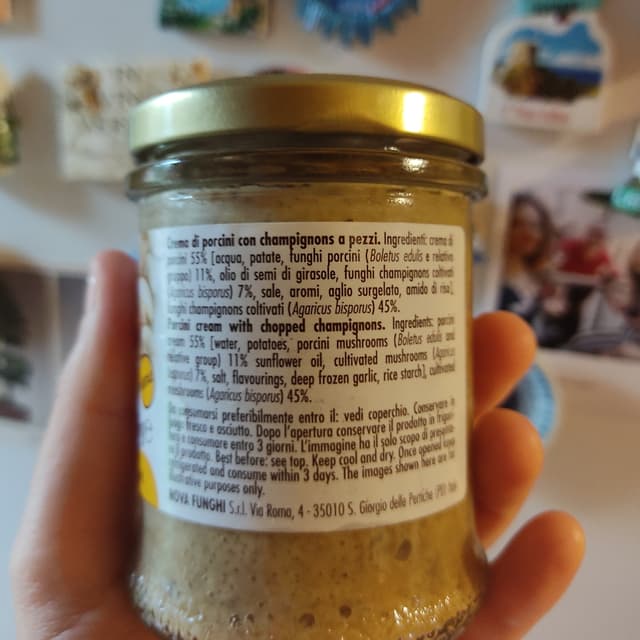 Crema di porcini con champignons a pezzi. Ingredienti: crema di
porcini 55% [acqua, patate, funghi porcini (Boletus edulis e relativo
gruppo) 11%, olio di semi di girasole, funghi champignons coltivati
(Agaricus bisporus) 7%, sale, aromi, aglio surgelato, amido di riso],
funghi champignons coltivati (Agaricus bisporus) 45%.
Porcini cream with chopped champignons. Ingredients: porcini
cream 55% [water, potatoes, porcini mushrooms (Boletus edulis and
relative group) 11% sunflower oil, cultivated mushrooms (Agaricus
bisporus) 7%, salt, flavourings, deep frozen garlic, rice starch], cultivated
mushrooms (Agaricus bisporus) 45%.
Da consumarsi preferibilmente entro il: vedi coperchio. Conservare in
luogo fresco e asciutto. Dopo l'apertura conservare il prodotto in
e consumare entro 3 giorni. L'immagine ha il solo scopo di
il prodotto. Best before: see top. Keep cool and dry. Once opened keep
refrigerated and consume within 3 days. The images shown here are for
illustrative purposes only.
NOVA FUNGHI S.r.l. Via Roma, 4 - 35010 S. Giorgio delle Pertiche (PD)